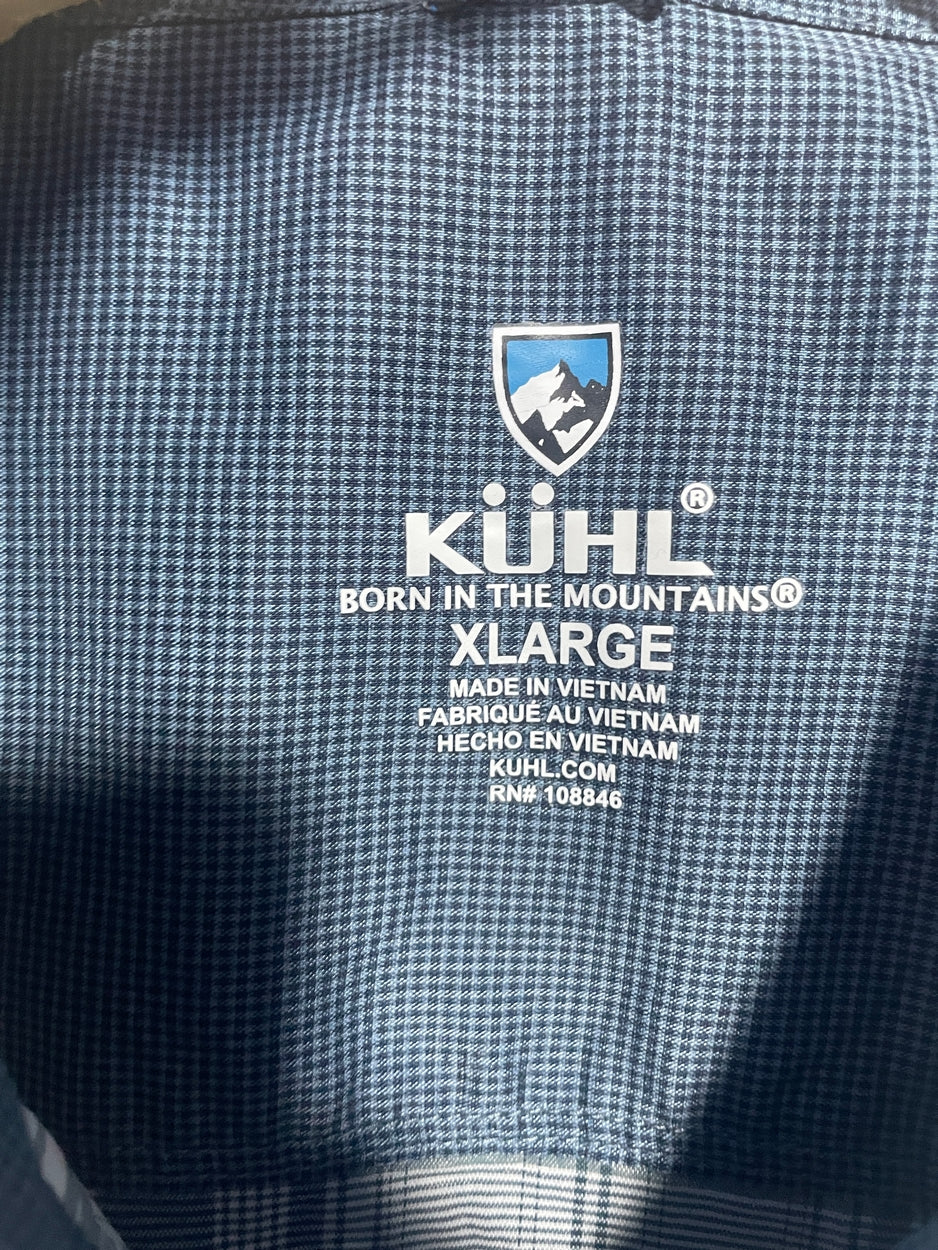 KÜHL®
BORN IN THE MOUNTAINS®
XLARGE
MADE IN VIETNAM
FABRIQUÉ AU VIETNAM
HECHO EN VIETNAM
KUHL.COM
RN# 108846